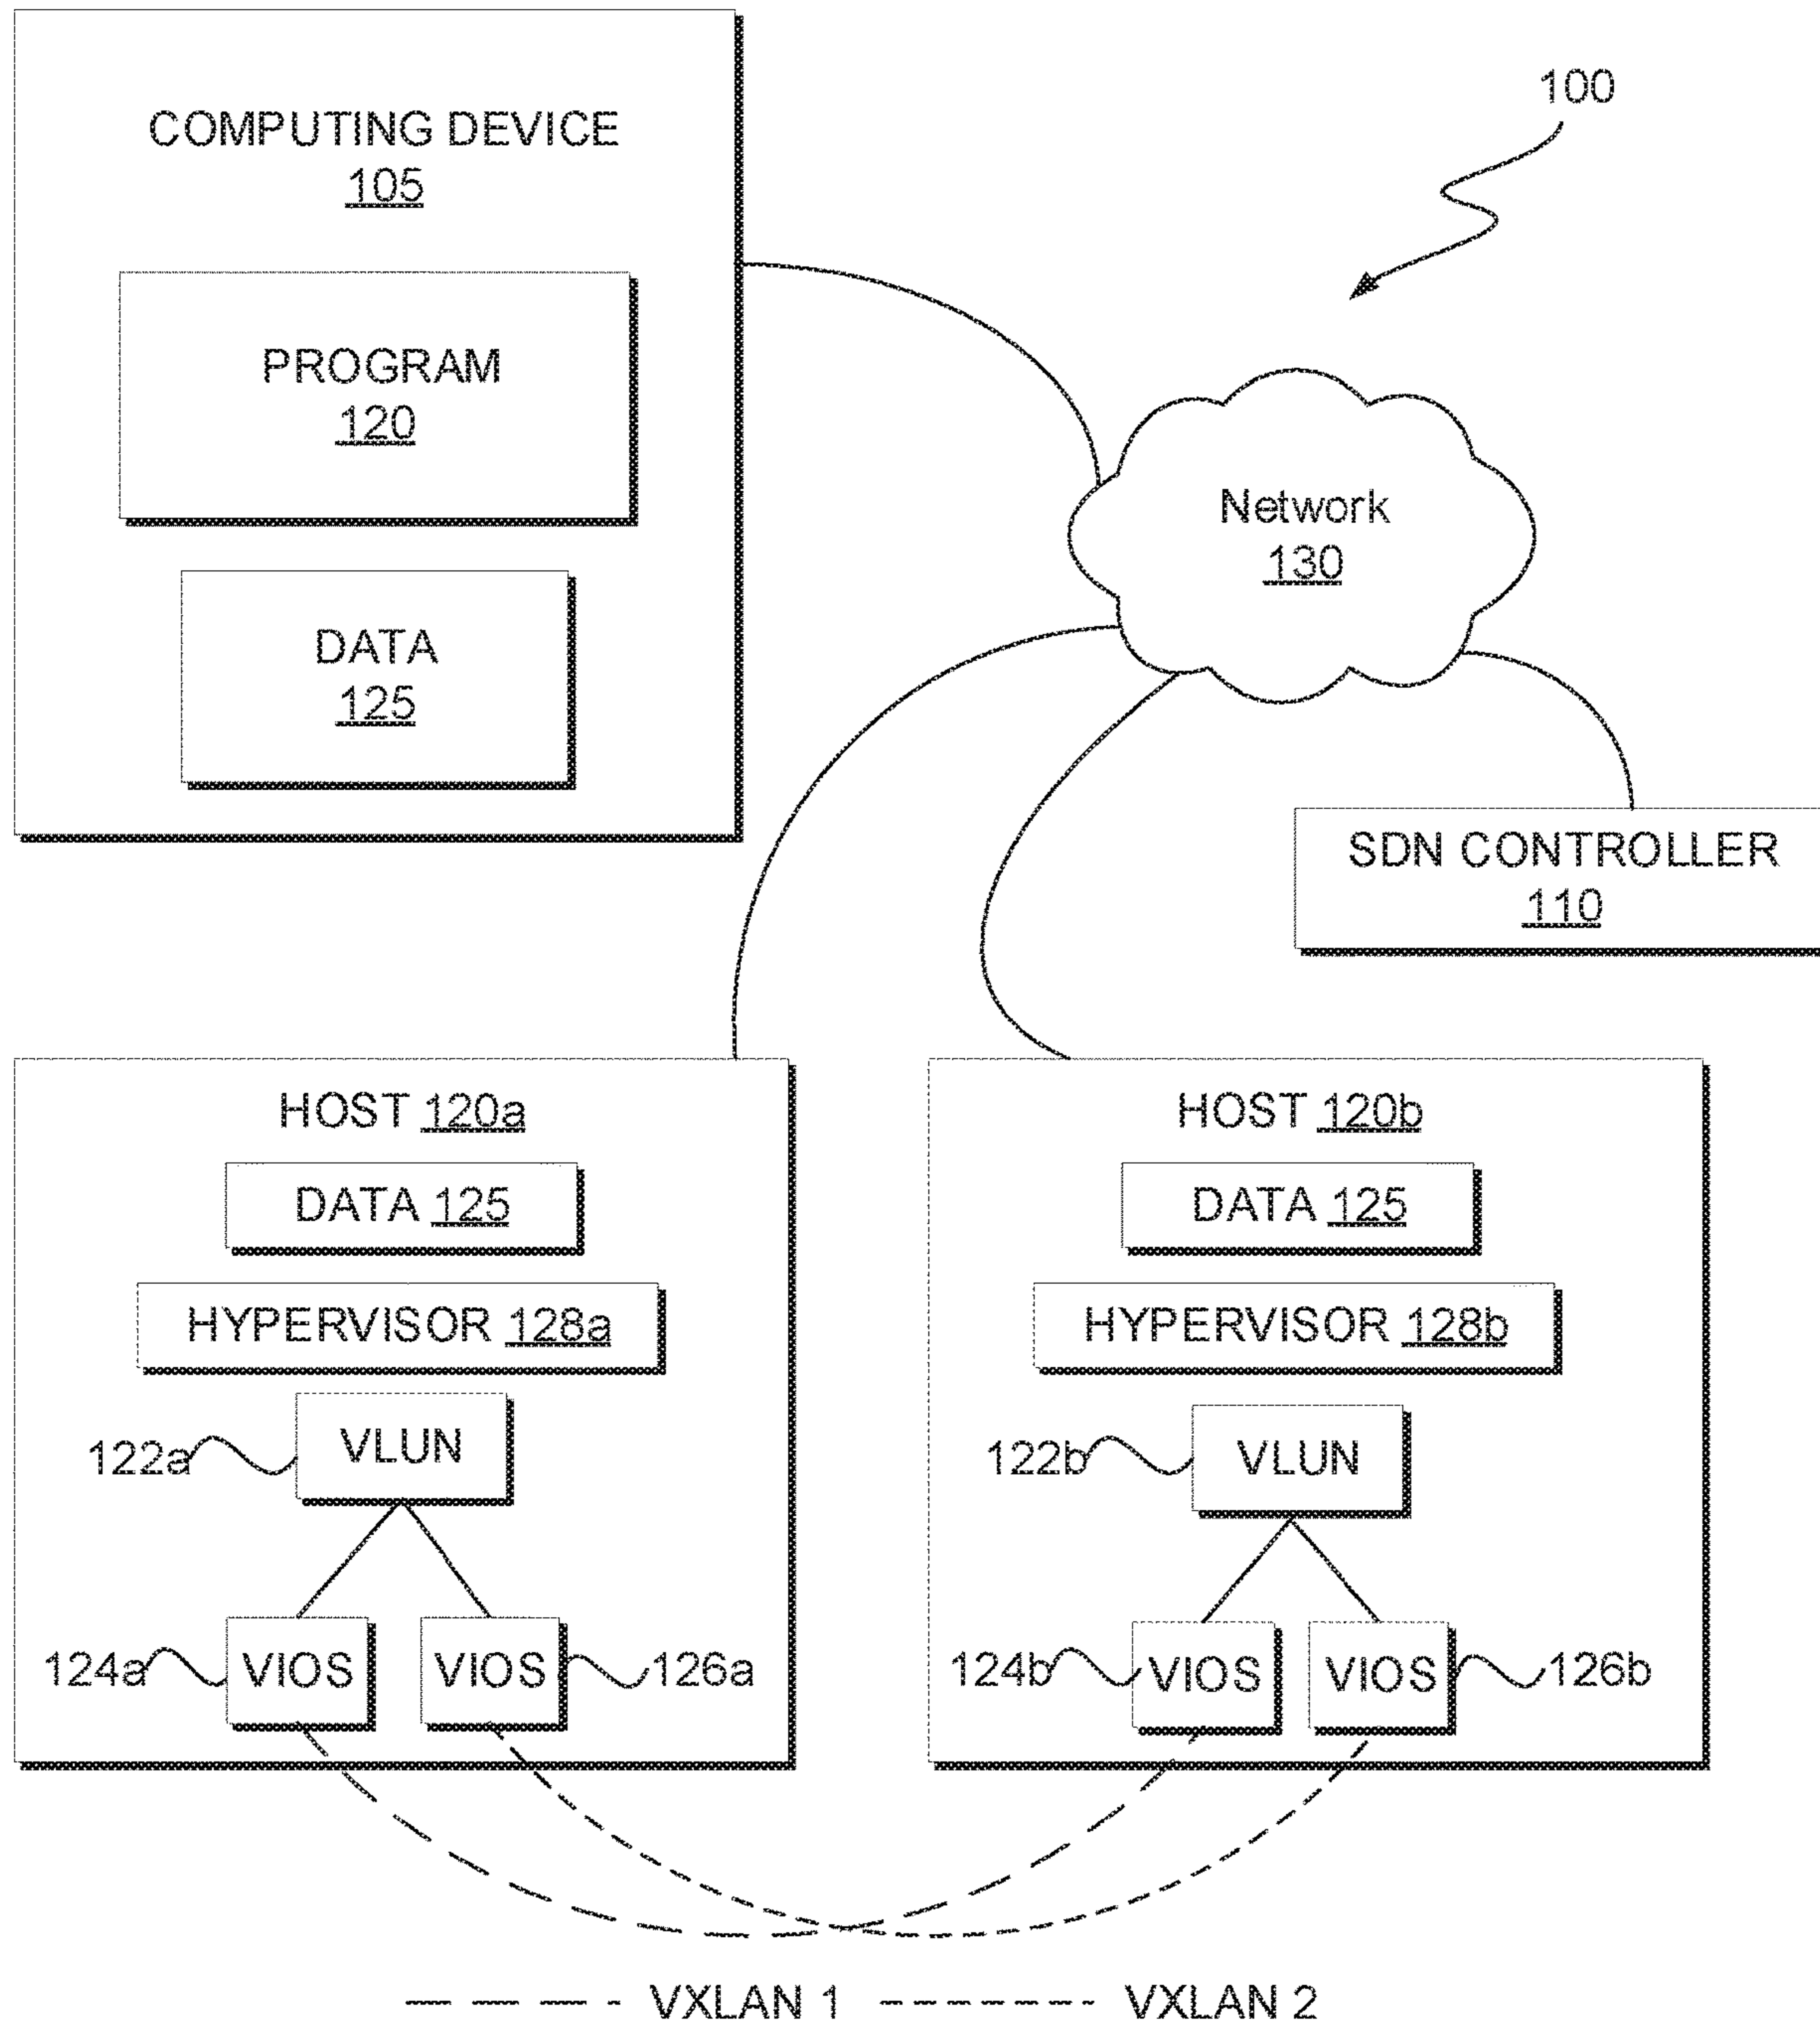 100
COMPUTING DEVICE
105
PROGRAM
120
DATA
125
Network
130
SDN CONTROLLER
110
HOST 120a
DATA 125
HYPERVISOR 128a
VLUN
122a
124a
VIOS
VIOS
126a
HOST 120b
DATA 125
HYPERVISOR 128b
VLUN
122b
124b
VIOS
VIOS
126b
VXLAN 1
VXLAN 2